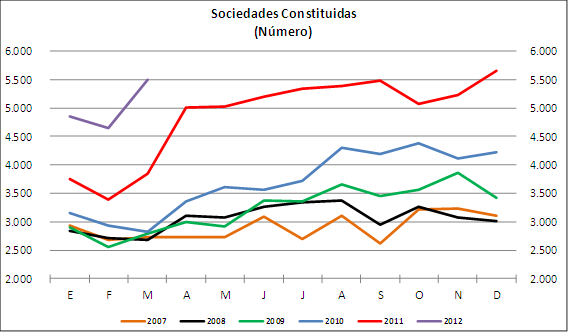 Sociedades Constituidas
(Número)
6.000 6.000
5.500 5.500
5.000 5.000
4.500 4.500
4.000 4.000
3.500 3.500
3.000 3.000
2.500 2.500
2.000 2.000
E F M A M J J A S O N D
2007 2008 2009 2010 2011 2012